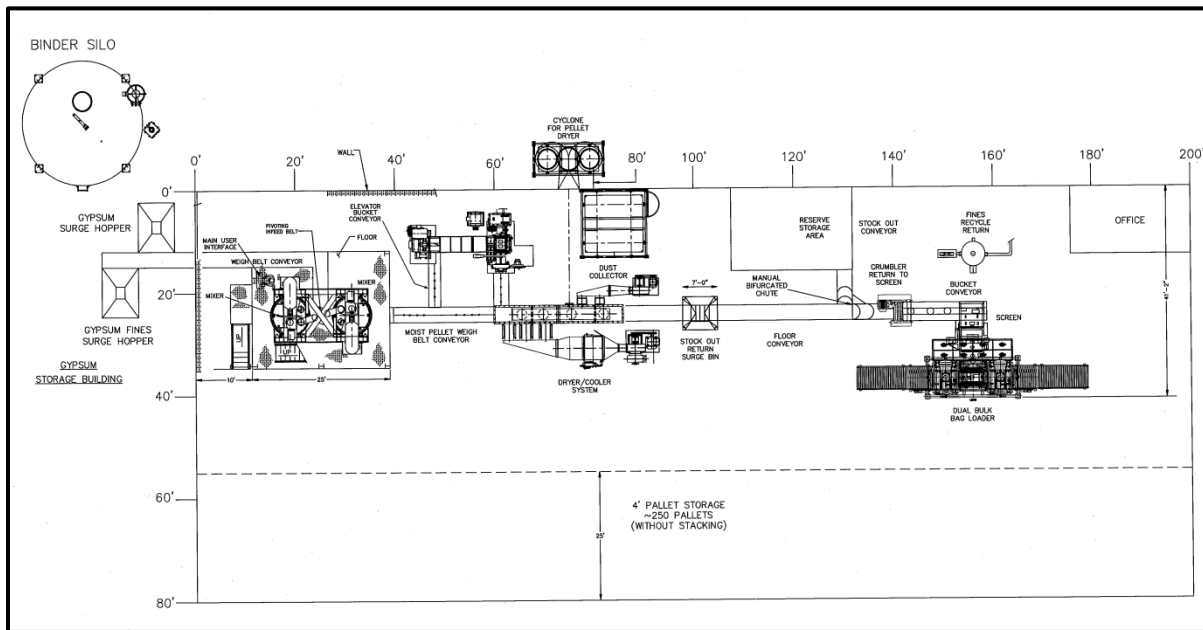 BINDER SILO
CYCLONE
FOR PELLET
DRYER
0'
20'
40'
60'
80'
100'
120'
140'
160'
180'
200'
WALL
0'
ELEVATOR
BUCKET
CONVEYOR
GYPSUM
SURGE HOPPER
PIVOTING
INFEED BELT
FLOOR
MAIN USER
INTERFACE
WEIGH BELT CONVEYOR
RESERVE
STORAGE
AREA
STOCK OUT
CONVEYOR
FINES
RECYCLE
RETURN
OFFICE
DUST
COLLECTOR
MANUAL
BIFURCATED
CHUTE
CRUMBLER
RETURN TO
SCREEN
BUCKET
CONVEYOR
20'
MIXER
MIXER
7'-0"
41'-2"
GYPSUM FINES
SURGE HOPPER
UP
UP
MOIST PELLET WEIGH
BELT CONVEYOR
STOCK OUT
RETURN
SURGE BIN
FLOOR
CONVEYOR
SCREEN
GYPSUM
STORAGE BUILDING
10'
25'
DRYER/COOLER
SYSTEM
40'
DUAL BULK
BAG LOADER
60'
4' PALLET STORAGE
~250 PALLETS
(WITHOUT STACKING)
25'
80'